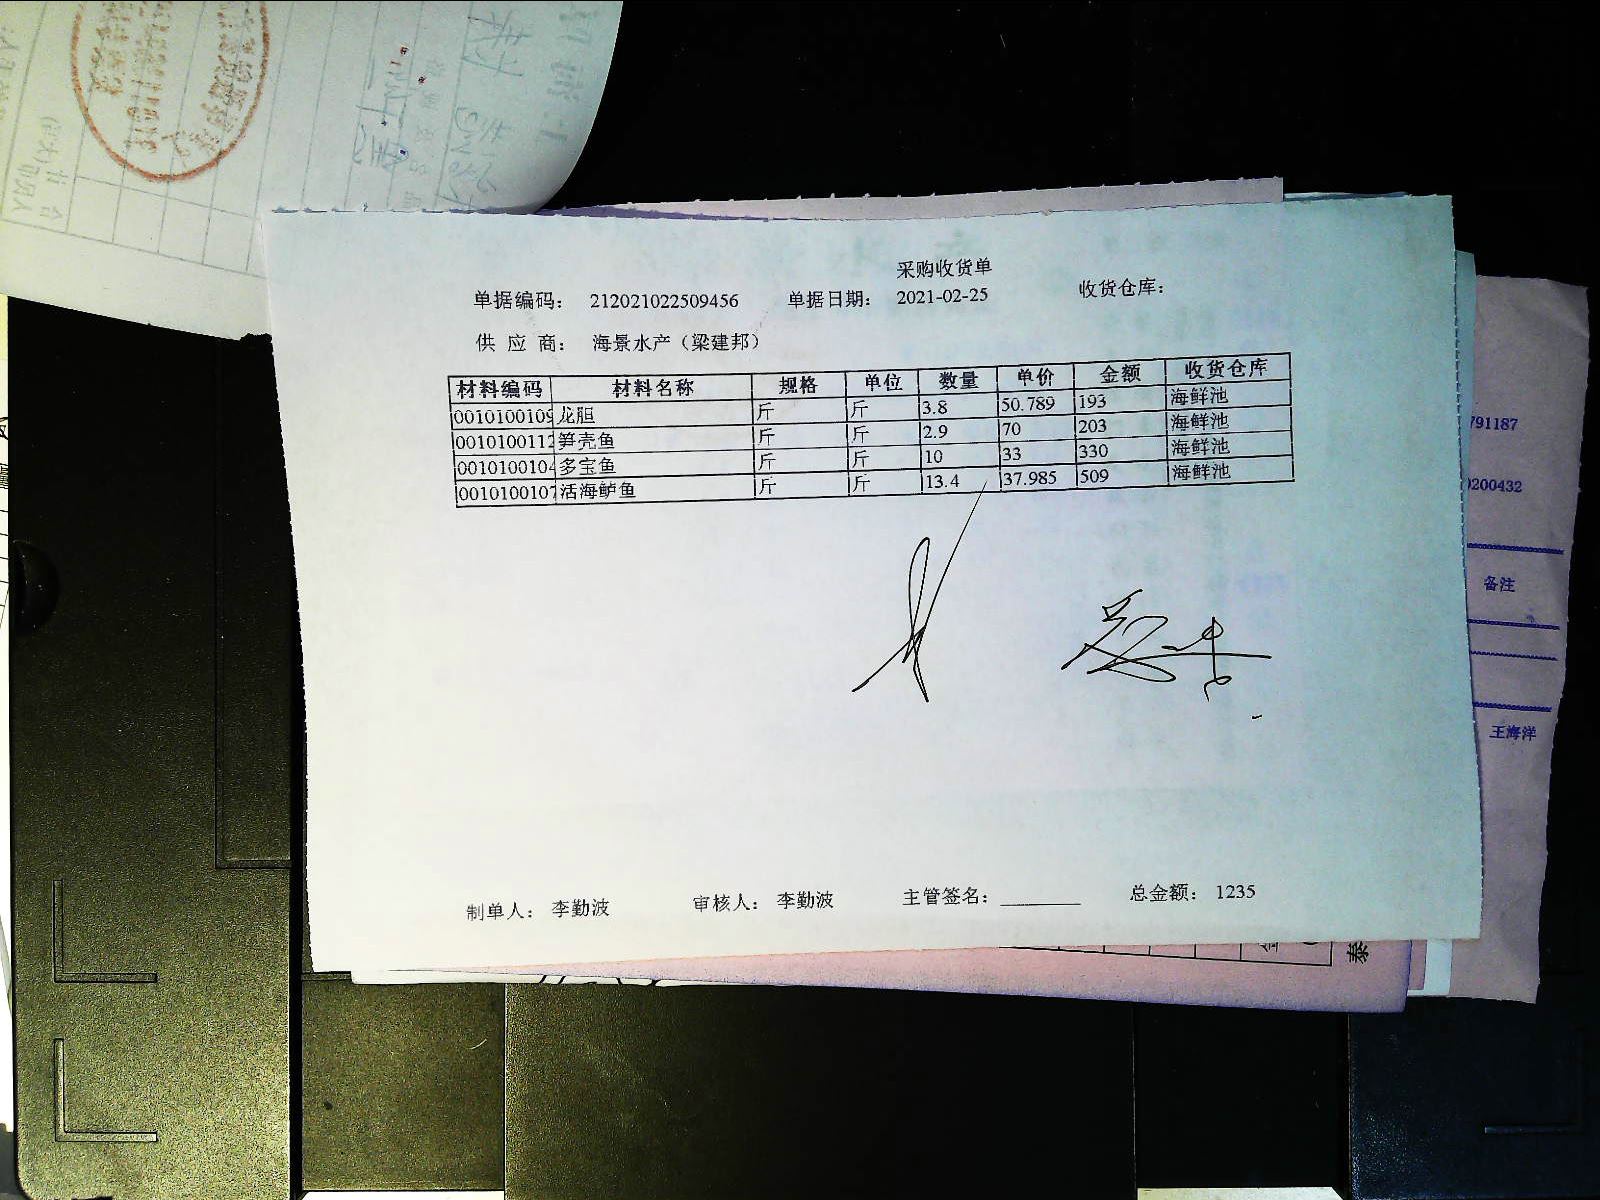 采购收货单
单据编码： 212021022509456 单据日期： 2021-02-25 收货仓库：
供 应 商： 海景水产（梁建邦）
材料编码 材料名称 规格 单位 数量 单价 金额 收货仓库
0010100109 龙胆 斤 斤 3.8 50.789 193 海鲜池
0010100112 笋壳鱼 斤 斤 2.9 70 203 海鲜池
0010100104 多宝鱼 斤 斤 10 33 330 海鲜池
0010100107 活海鲈鱼 斤 斤 13.4 37.985 509 海鲜池
制单人： 李勤波 审核人： 李勤波 主管签名： 总金额： 1235
791187
200432
备注
王海洋
泰